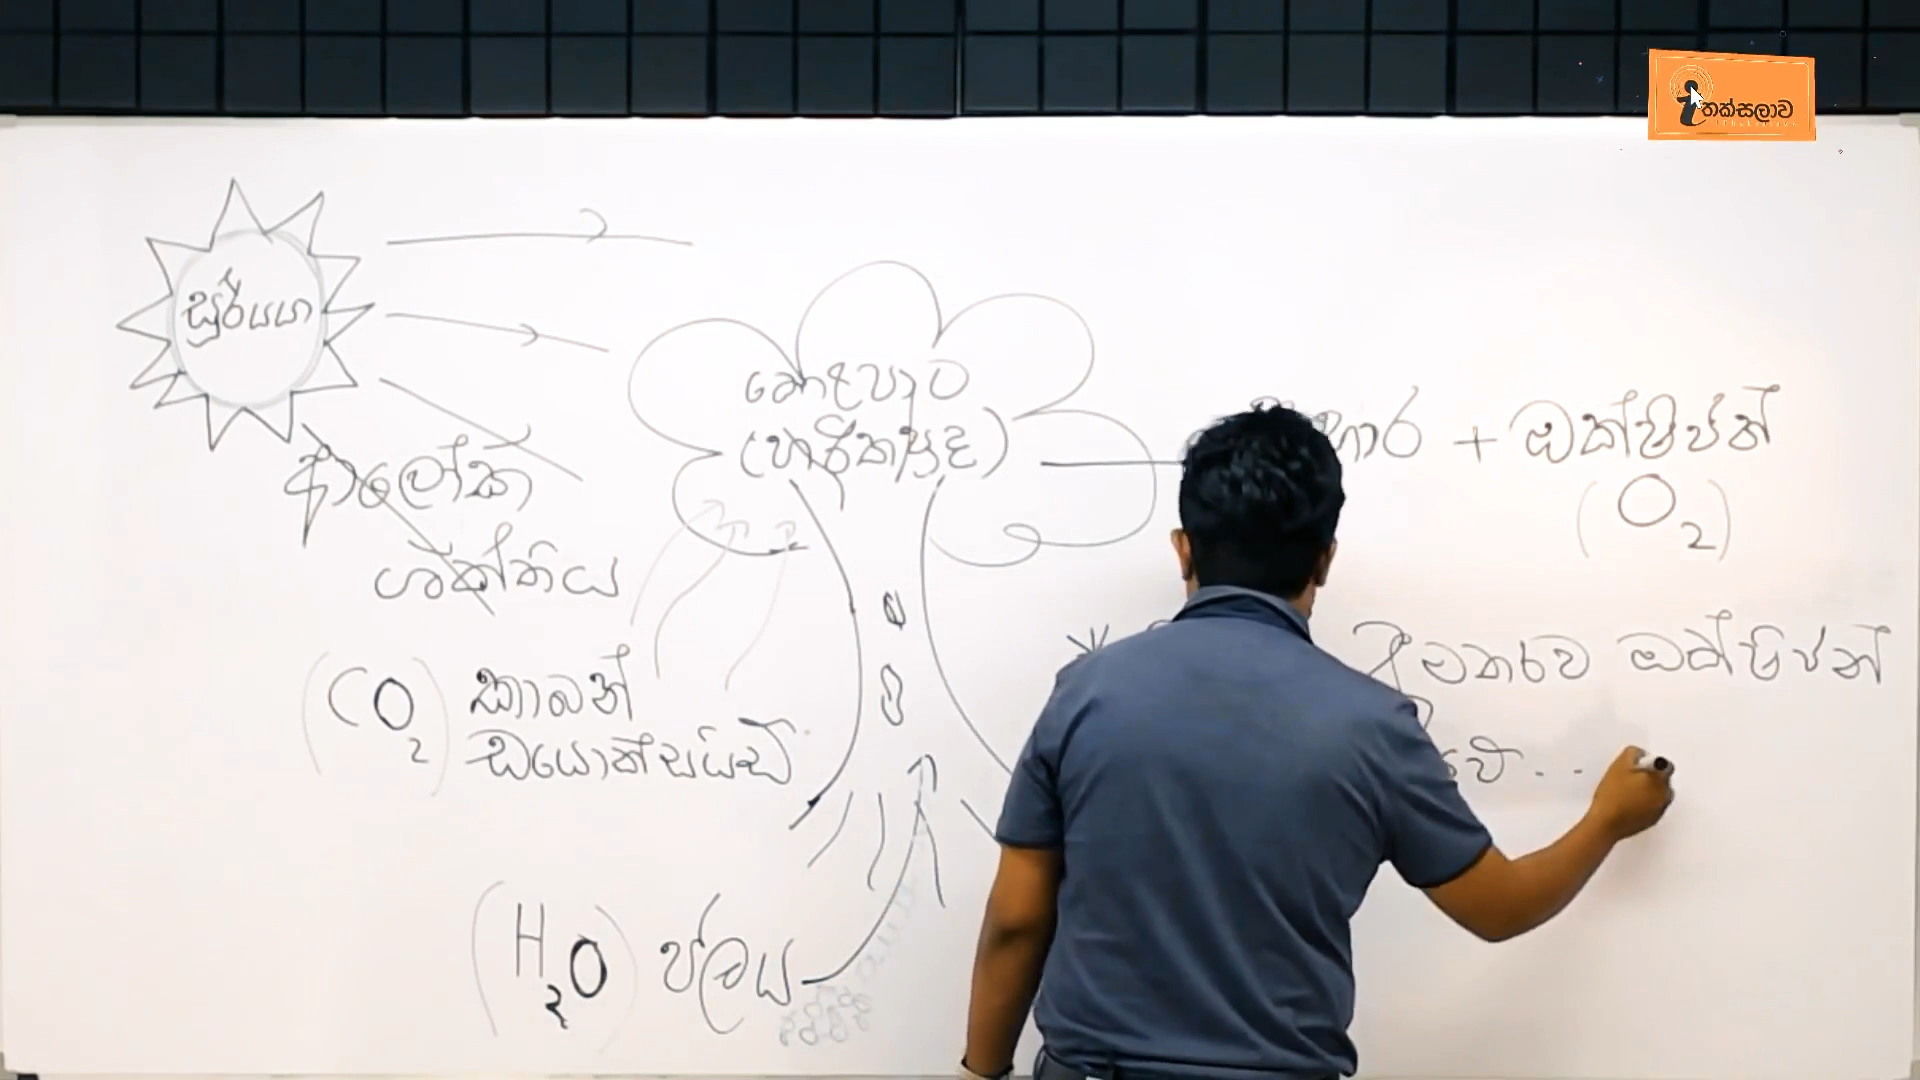 තක්සලාව
සූර්යයා
ආලෝක
ශක්තිය
කොළපාට
(හරිතප්‍රද)
+ ඔක්සිජන්
(O2)
(CO2) කාබන්
ඩයොක්සයිඩ්
අමතරව ඔක්සිජන්
(H2O) ජලය